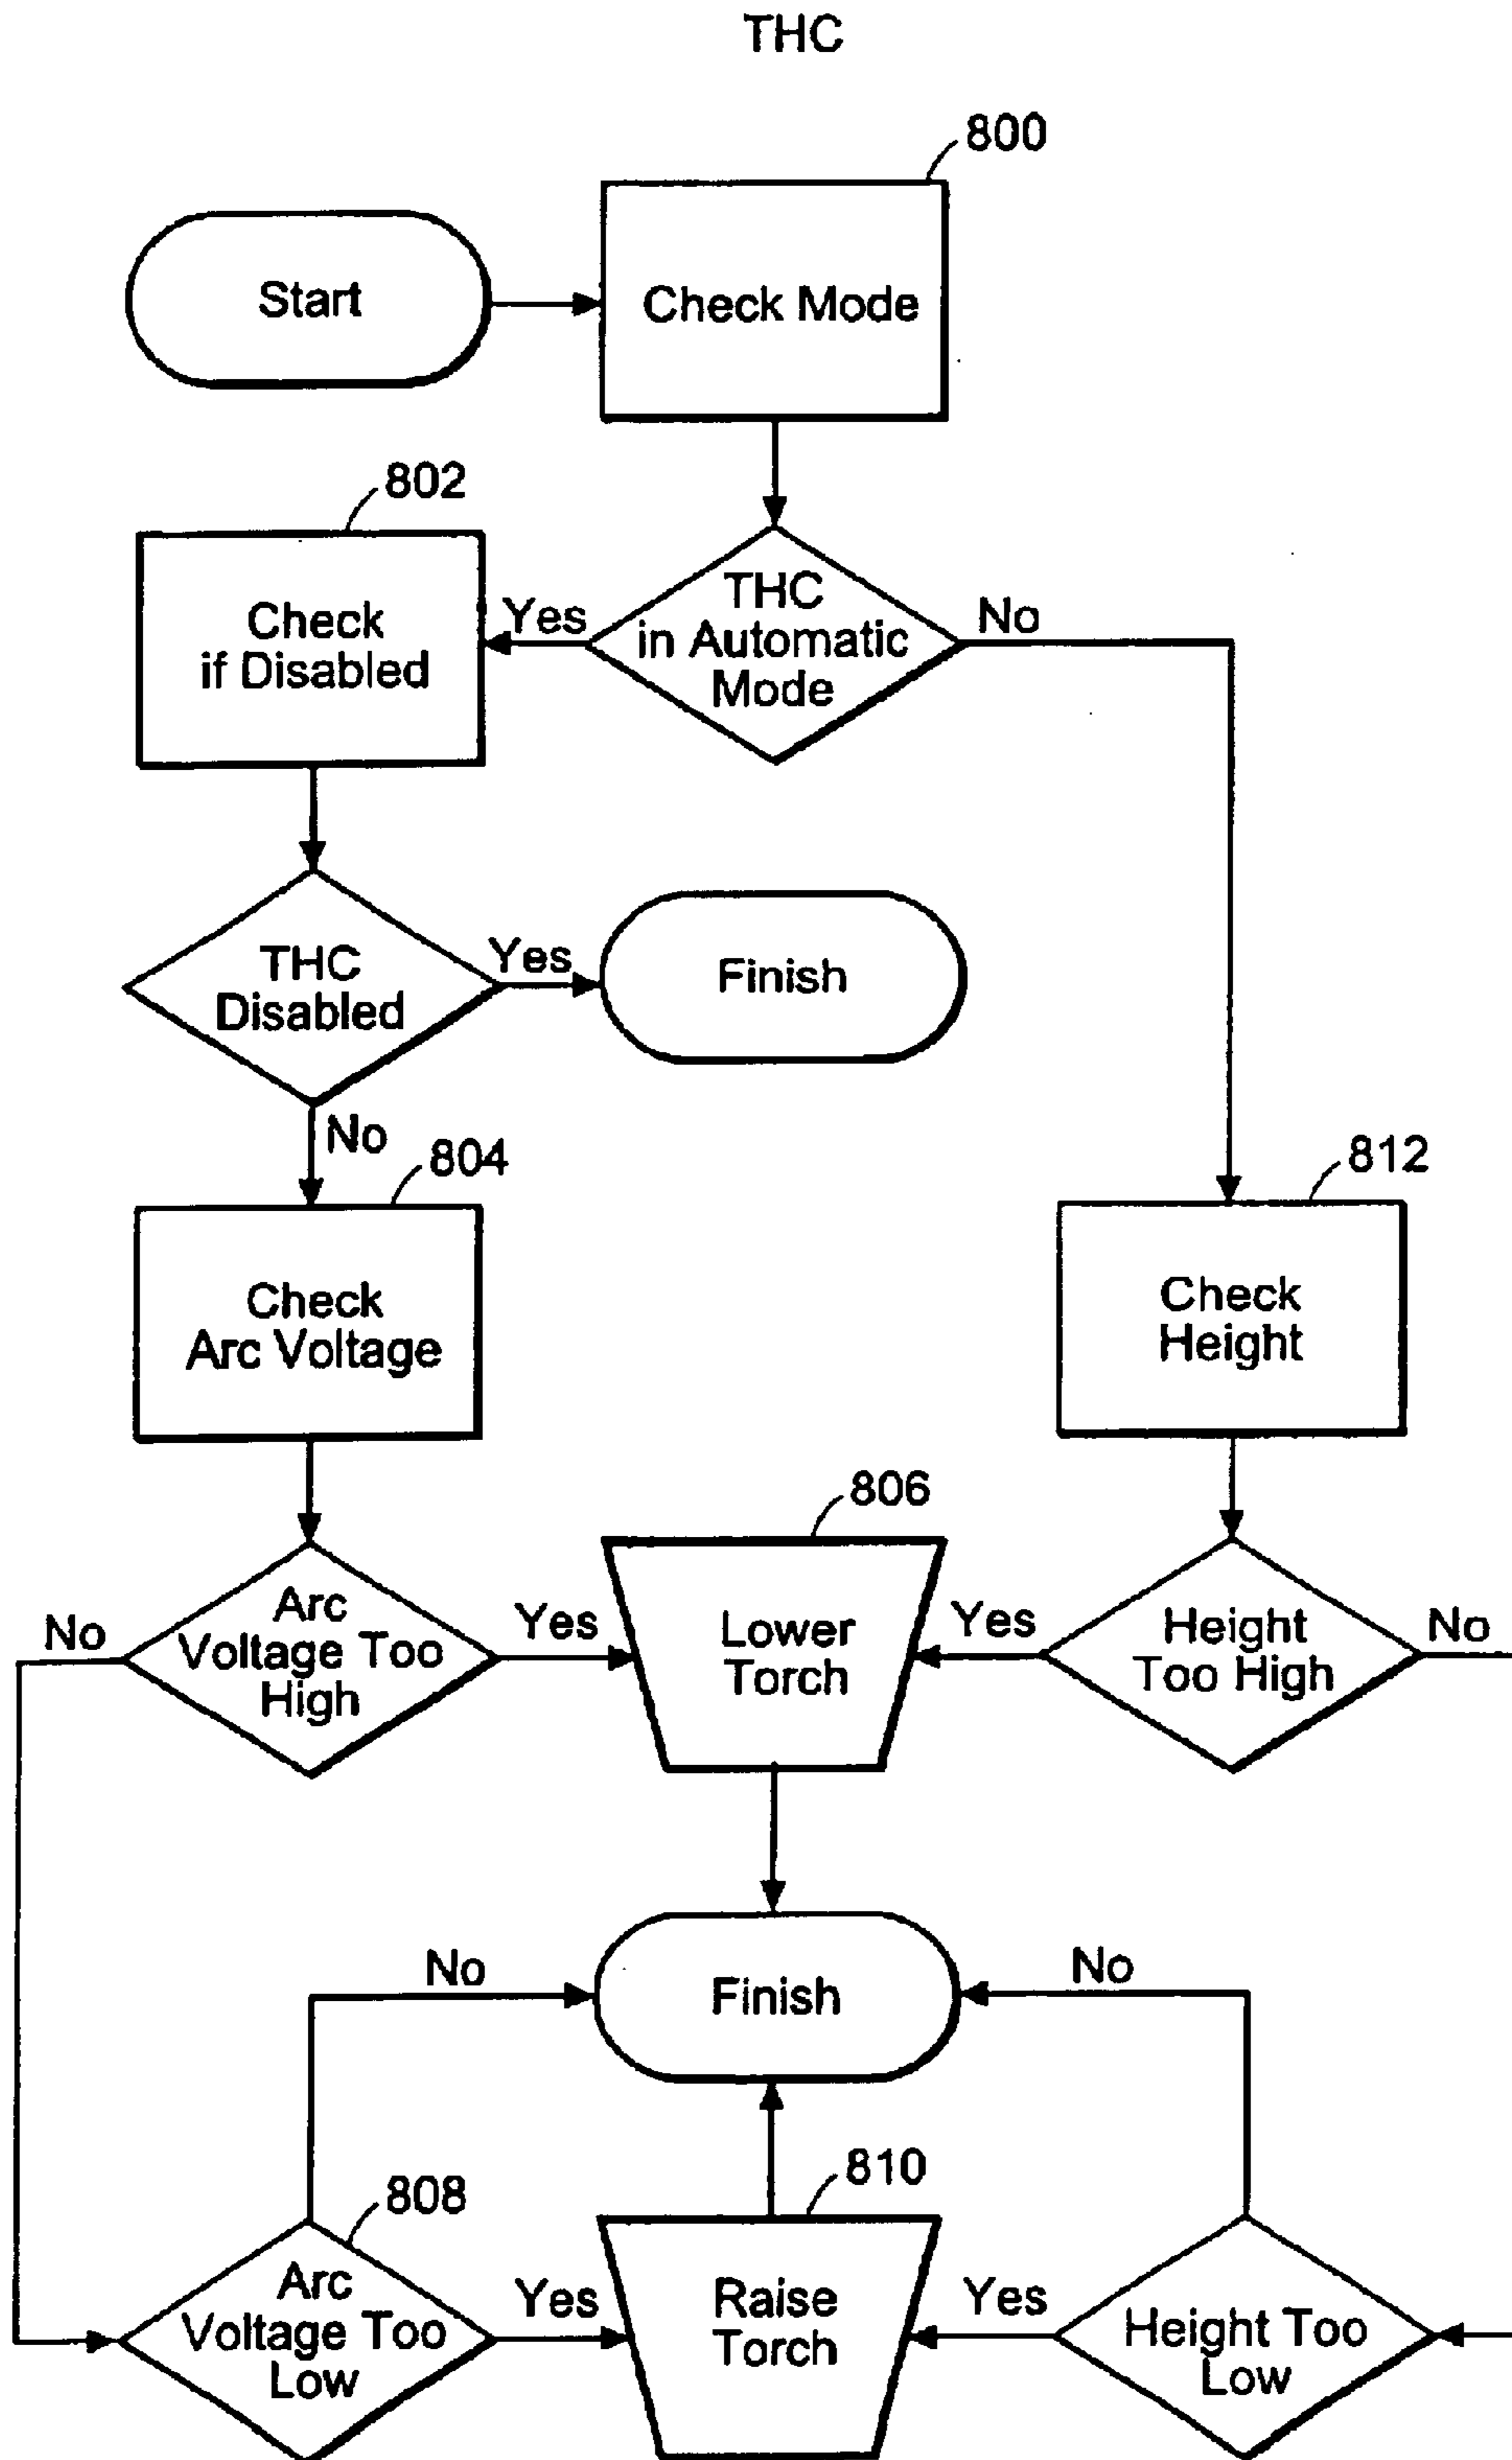 THC
800
Start
Check Mode
802
Check
if Disabled
Yes
THC
in Automatic
Mode
No
THC
Disabled
Yes
Finish
No
804
812
Check
Arc Voltage
Check
Height
806
No
Arc
Voltage Too
High
Yes
Lower
Torch
Yes
Height
Too High
No
No
Finish
No
808
810
Arc
Voltage Too
Low
Yes
Raise
Torch
Yes
Height Too
Low